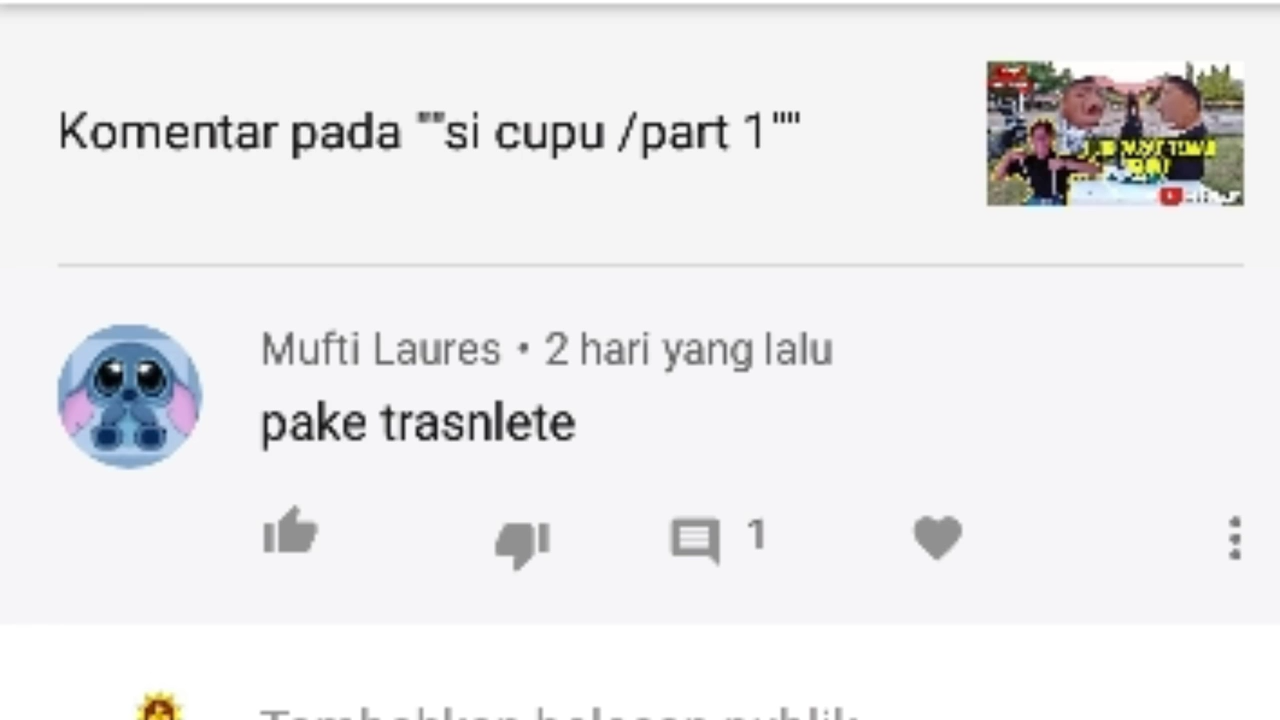 Komentar pada ""si cupu /part 1""
Mufti Laures • 2 hari yang lalu
pake trasnlete
1